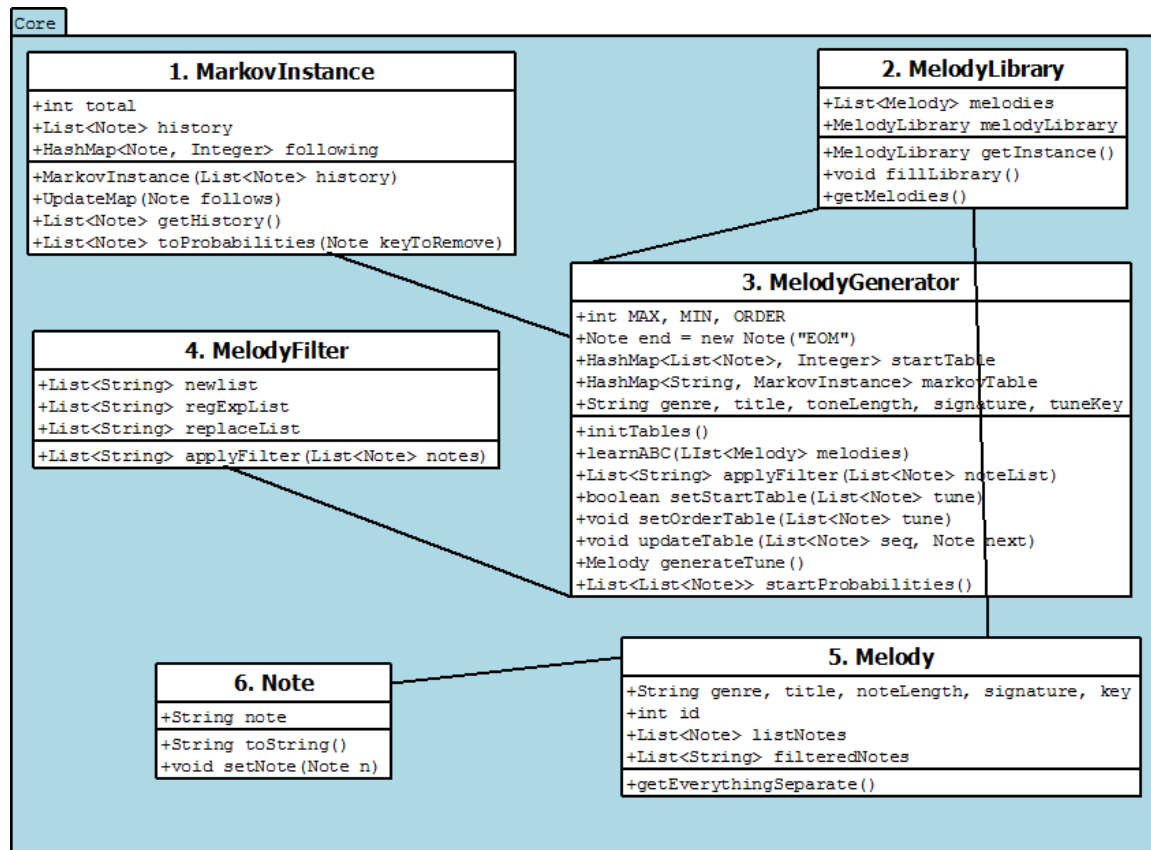 Core
1. MarkovInstance
+int total
+List<Note> history
+HashMap<Note, Integer> following
+MarkovInstance(List<Note> history)
+UpdateMap(Note follows)
+List<Note> getHistory()
+List<Note> toProbabilities(Note keyToRemove)
2. MelodyLibrary
+List<Melody> melodies
+MelodyLibrary melodyLibrary
+MelodyLibrary getInstance()
+void fillLibrary()
+getMelodies()
3. MelodyGenerator
+int MAX, MIN, ORDER
+Note end = new Note("EOM")
+HashMap<List<Note>, Integer> startTable
+HashMap<String, MarkovInstance> markovTable
+String genre, title, toneLength, signature, tuneKey
+initTables()
+learnABC(LIst<Melody> melodies)
+List<String> applyFilter(List<Note> noteList)
+boolean setStartTable(List<Note> tune)
+void setOrderTable(List<Note> tune)
+void updateTable(List<Note> seq, Note next)
+Melody generateTune()
+List<List<Note>> startProbabilities()
4. MelodyFilter
+List<String> newlist
+List<String> regExpList
+List<String> replaceList
+List<String> applyFilter(List<Note> notes)
5. Melody
+String genre, title, noteLength, signature, key
+int id
+List<Note> listNotes
+List<String> filteredNotes
+getEverythingSeparate()
6. Note
+String note
+String toString()
+void setNote(Note n)